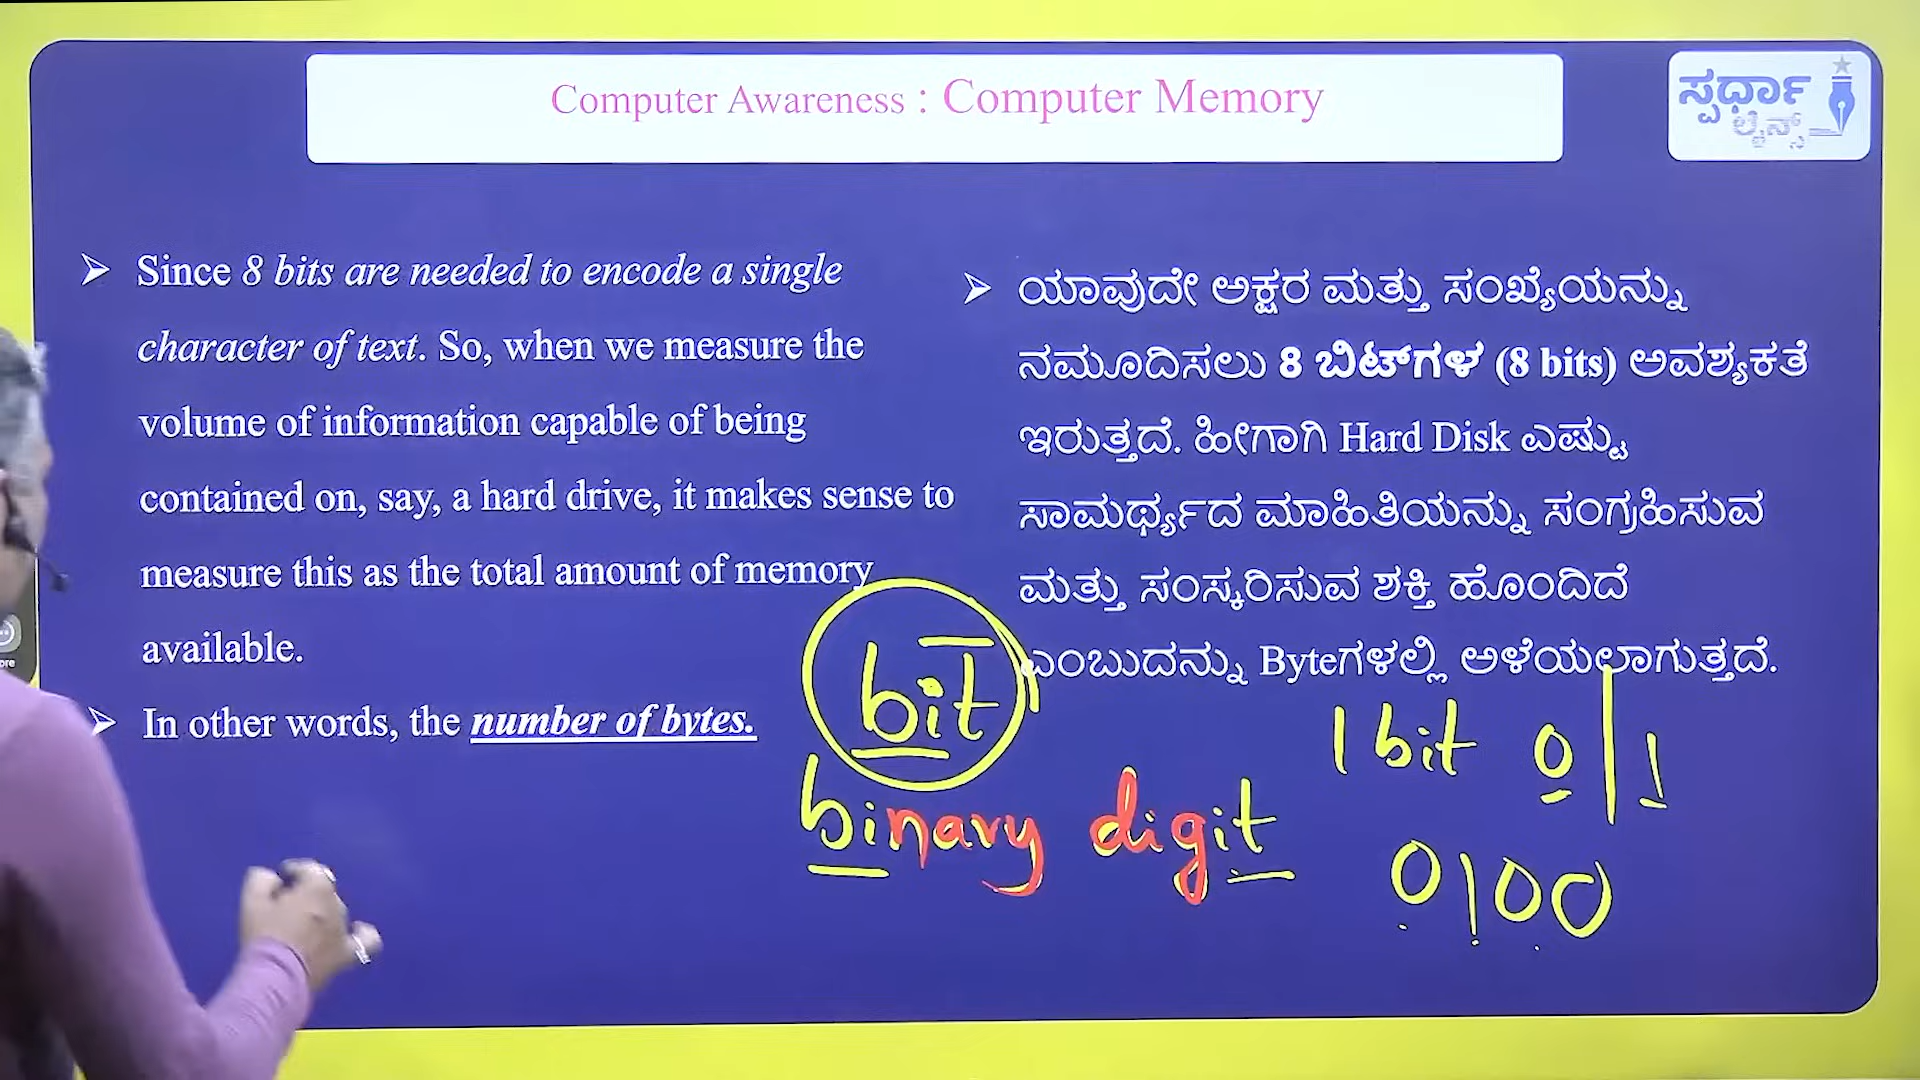 Computer Awareness : Computer Memory
ಸ್ಪರ್ಧಾ
ಲೈನ್ಸ್
➢ Since 8 bits are needed to encode a single
character of text. So, when we measure the
volume of information capable of being
contained on, say, a hard drive, it makes sense to
measure this as the total amount of memory
available.
➢ In other words, the number of bytes.
➢ ಯಾವುದೇ ಅಕ್ಷರ ಮತ್ತು ಸಂಖ್ಯೆಯನ್ನು
ನಮೂದಿಸಲು 8 ಬಿಟ್‌ಗಳ (8 bits) ಅವಶ್ಯಕತೆ
ಇರುತ್ತದೆ. ಹೀಗಾಗಿ Hard Disk ಎಷ್ಟು
ಸಾಮರ್ಥ್ಯದ ಮಾಹಿತಿಯನ್ನು ಸಂಗ್ರಹಿಸುವ
ಮತ್ತು ಸಂಸ್ಕರಿಸುವ ಶಕ್ತಿ ಹೊಂದಿದೆ
ಎಂಬುದನ್ನು Byteಗಳಲ್ಲಿ ಅಳೆಯಲಾಗುತ್ತದೆ.
bit
binary digit
1 bit 0 | 1
0100